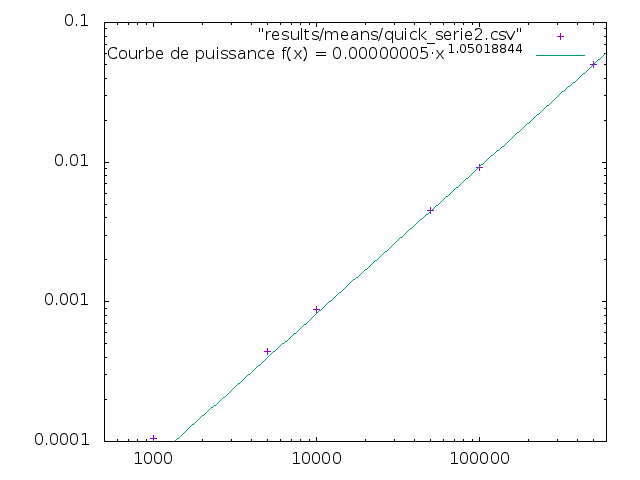 0.1
"results/means/quick_serie2.csv"
Courbe de puissance f(x) = 0.00000005·x^1.05018844
0.01
0.001
0.0001
1000 10000 100000